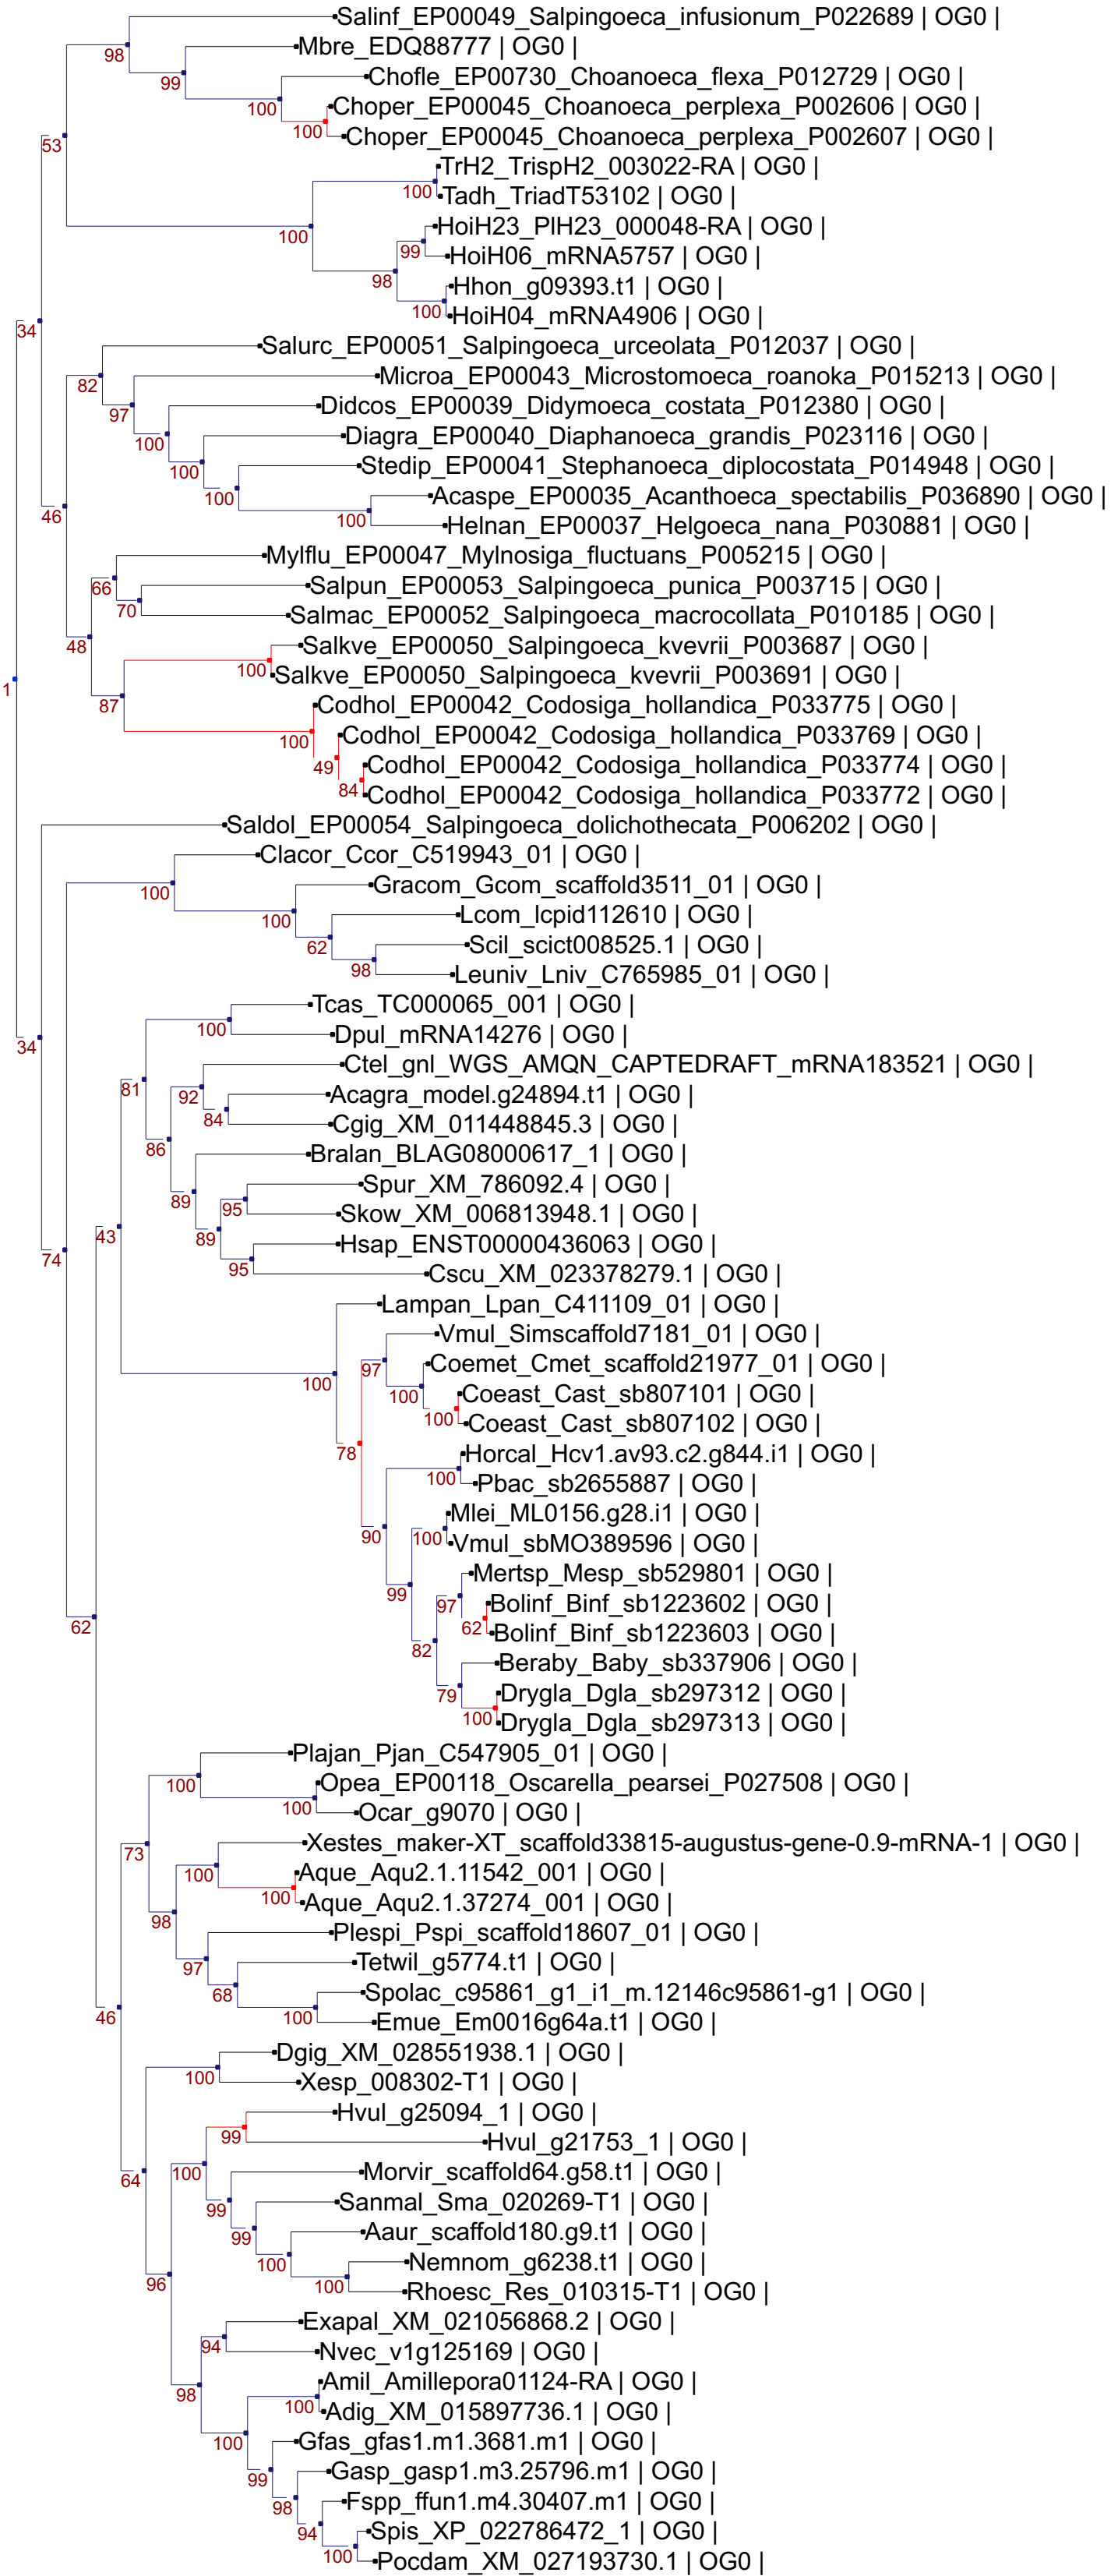 Salinf_EP00049_Salpingoeca_infusionum_P022689 | OG0 |
98
Mbre_EDQ88777 | OG0 |
99
Chofle_EP00730_Choanoeca_flexa_P012729 | OG0 |
100
Choper_EP00045_Choanoeca_perplexa_P002606 | OG0 |
100
Choper_EP00045_Choanoeca_perplexa_P002607 | OG0 |
53
TrH2_TrispH2_003022-RA | OG0 |
100
Tadh_TriadT53102 | OG0 |
100
HoiH23_PlH23_000048-RA | OG0 |
99
HoiH06_mRNA5757 | OG0 |
98
Hhon_g09393.t1 | OG0 |
100
HoiH04_mRNA4906 | OG0 |
34
Salurc_EP00051_Salpingoeca_urceolata_P012037 | OG0 |
82
Microa_EP00043_Microstomoeca_roanoka_P015213 | OG0 |
97
Didcos_EP00039_Didymoeca_costata_P012380 | OG0 |
100
Diagra_EP00040_Diaphanoeca_grandis_P023116 | OG0 |
100
Stedip_EP00041_Stephanoeca_diplocostata_P014948 | OG0 |
100
Acaspe_EP00035_Acanthoeca_spectabilis_P036890 | OG0 |
100
Helnan_EP00037_Helgoeca_nana_P030881 | OG0 |
46
Mylflu_EP00047_Mylnosiga_fluctuans_P005215 | OG0 |
66
Salpun_EP00053_Salpingoeca_punica_P003715 | OG0 |
70
Salmac_EP00052_Salpingoeca_macrocollata_P010185 | OG0 |
48
Salkve_EP00050_Salpingoeca_kvevrii_P003687 | OG0 |
100
Salkve_EP00050_Salpingoeca_kvevrii_P003691 | OG0 |
1
87
Codhol_EP00042_Codosiga_hollandica_P033775 | OG0 |
100
Codhol_EP00042_Codosiga_hollandica_P033769 | OG0 |
49
Codhol_EP00042_Codosiga_hollandica_P033774 | OG0 |
84
Codhol_EP00042_Codosiga_hollandica_P033772 | OG0 |
Saldol_EP00054_Salpingoeca_dolichothecata_P006202 | OG0 |
34
Clacor_Ccor_C519943_01 | OG0 |
100
Gracom_Gcom_scaffold3511_01 | OG0 |
100
Lcom_lcpid112610 | OG0 |
62
Scil_scict008525.1 | OG0 |
98
Leuniv_Lniv_C765985_01 | OG0 |
74
Tcas_TC000065_001 | OG0 |
100
Dpul_mRNA14276 | OG0 |
81
Ctel_gnl_WGS_AMQN_CAPTEDRAFT_mRNA183521 | OG0 |
92
Acagra_model.g24894.t1 | OG0 |
84
Cgig_XM_011448845.3 | OG0 |
86
Bralan_BLAG08000617_1 | OG0 |
89
Spur_XM_786092.4 | OG0 |
95
Skow_XM_006813948.1 | OG0 |
89
Hsap_ENST00000436063 | OG0 |
95
Cscu_XM_023378279.1 | OG0 |
43
Lampan_Lpan_C411109_01 | OG0 |
100
Vmul_Simscaffold7181_01 | OG0 |
97
Coemet_Cmet_scaffold21977_01 | OG0 |
100
Coeast_Cast_sb807101 | OG0 |
100
Coeast_Cast_sb807102 | OG0 |
78
Horcal_Hcv1.av93.c2.g844.i1 | OG0 |
100
Pbac_sb2655887 | OG0 |
90
Mlei_ML0156.g28.i1 | OG0 |
100
Vmul_sbMO389596 | OG0 |
99
Mertsp_Mesp_sb529801 | OG0 |
97
Bolinf_Binf_sb1223602 | OG0 |
62
Bolinf_Binf_sb1223603 | OG0 |
82
Beraby_Baby_sb337906 | OG0 |
79
Drygla_Dgla_sb297312 | OG0 |
100
Drygla_Dgla_sb297313 | OG0 |
62
Plajan_Pjan_C547905_01 | OG0 |
100
Opea_EP00118_Oscarella_pearsei_P027508 | OG0 |
100
Ocar_g9070 | OG0 |
73
Xestes_maker-XT_scaffold33815-augustus-gene-0.9-mRNA-1 | OG0 |
100
Aque_Aqu2.1.11542_001 | OG0 |
100
Aque_Aqu2.1.37274_001 | OG0 |
98
Plespi_Pspi_scaffold18607_01 | OG0 |
97
Tetwil_g5774.t1 | OG0 |
68
Spolac_c95861_g1_i1_m.12146c95861-g1 | OG0 |
100
Emue_Em0016g64a.t1 | OG0 |
46
Dgig_XM_028551938.1 | OG0 |
100
Xesp_008302-T1 | OG0 |
64
Hvul_g25094_1 | OG0 |
99
Hvul_g21753_1 | OG0 |
100
Morvir_scaffold64.g58.t1 | OG0 |
99
Sanmal_Sma_020269-T1 | OG0 |
99
Aaur_scaffold180.g9.t1 | OG0 |
100
Nemnom_g6238.t1 | OG0 |
100
Rhoesc_Res_010315-T1 | OG0 |
96
Exapal_XM_021056868.2 | OG0 |
94
Nvec_v1g125169 | OG0 |
98
Amil_Amillepora01124-RA | OG0 |
100
Adig_XM_015897736.1 | OG0 |
100
Gfas_gfas1.m1.3681.m1 | OG0 |
99
Gasp_gasp1.m3.25796.m1 | OG0 |
98
Fspp_ffun1.m4.30407.m1 | OG0 |
94
Spis_XP_022786472_1 | OG0 |
100
Pocdam_XM_027193730.1 | OG0 |